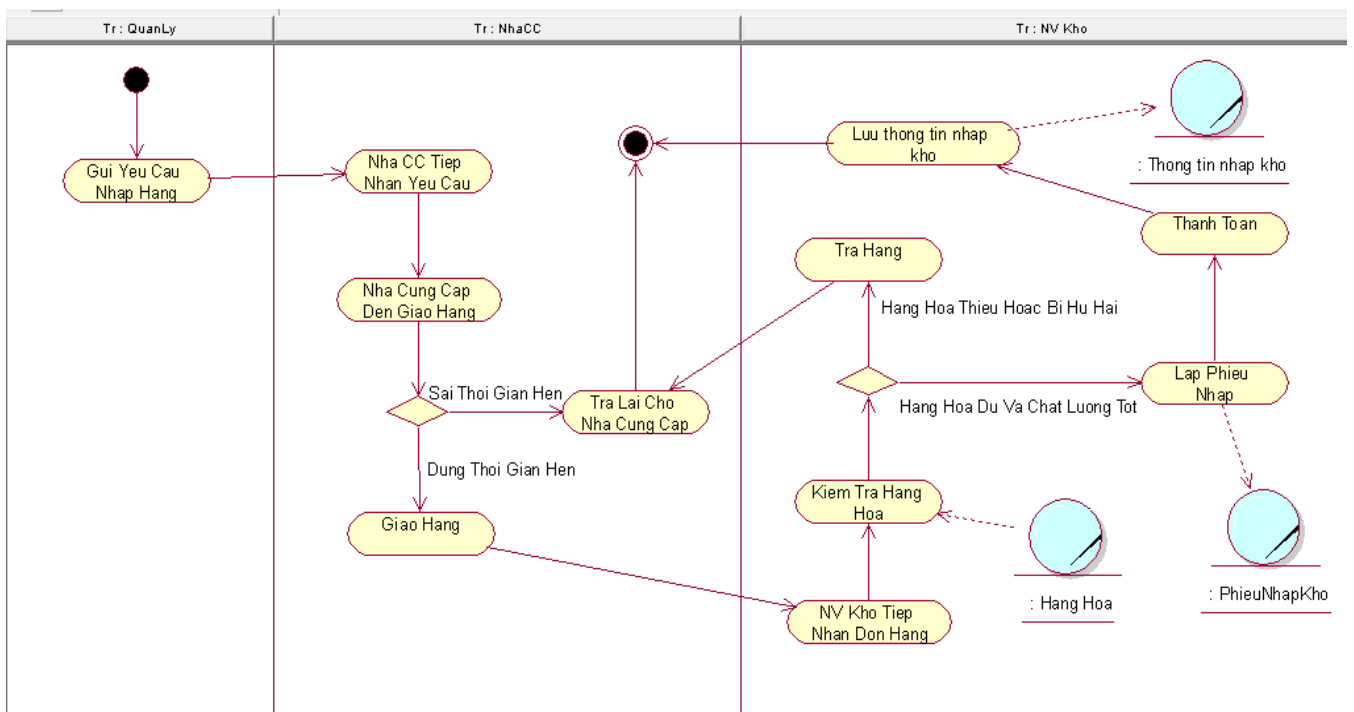 Tr : QuanLy
Tr : NhaCC
Tr : NV Kho
Gui Yeu Cau
Nhap Hang
Nha CC Tiep
Nhan Yeu Cau
Nha Cung Cap
Den Giao Hang
Sai Thoi Gian Hen
Tra Lai Cho
Nha Cung Cap
Dung Thoi Gian Hen
Giao Hang
Luu thong tin nhap
kho
: Thong tin nhap kho
Thanh Toan
Tra Hang
Hang Hoa Thieu Hoac Bi Hu Hai
Lap Phieu
Nhap
Hang Hoa Du Va Chat Luong Tot
Kiem Tra Hang
Hoa
: Hang Hoa
: PhieuNhapKho
NV Kho Tiep
Nhan Don Hang